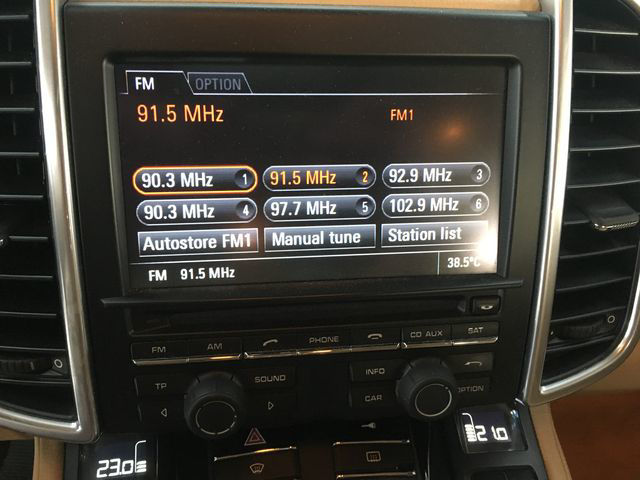 FM OPTION
91.5 MHz FM1
90.3 MHz 1 91.5 MHz 2 92.9 MHz 3
90.3 MHz 4 97.7 MHz 5 102.9 MHz 6
Autostore FM1 Manual tune Station list
FM 91.5 MHz 38.5°C
FM AM PHONE CD AUX SAT
TP SOUND INFO
CAR OPTION
23.0 21.0